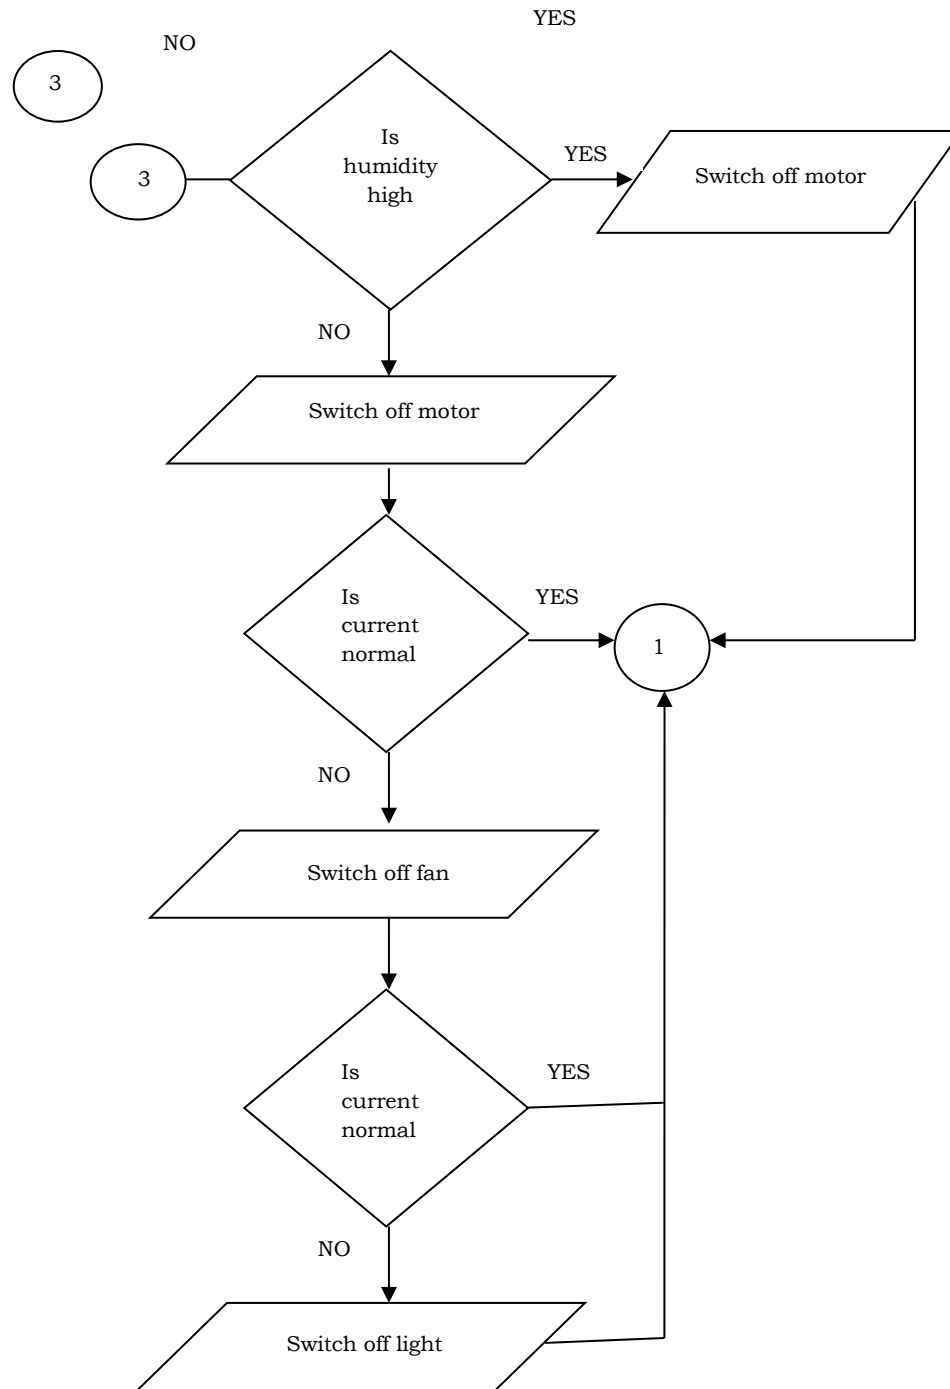 YES
NO
3
Is
humidity
high
YES
Switch off motor
3
NO
Switch off motor
Is
current
normal
YES
1
NO
Switch off fan
Is
current
normal
YES
NO
Switch off light